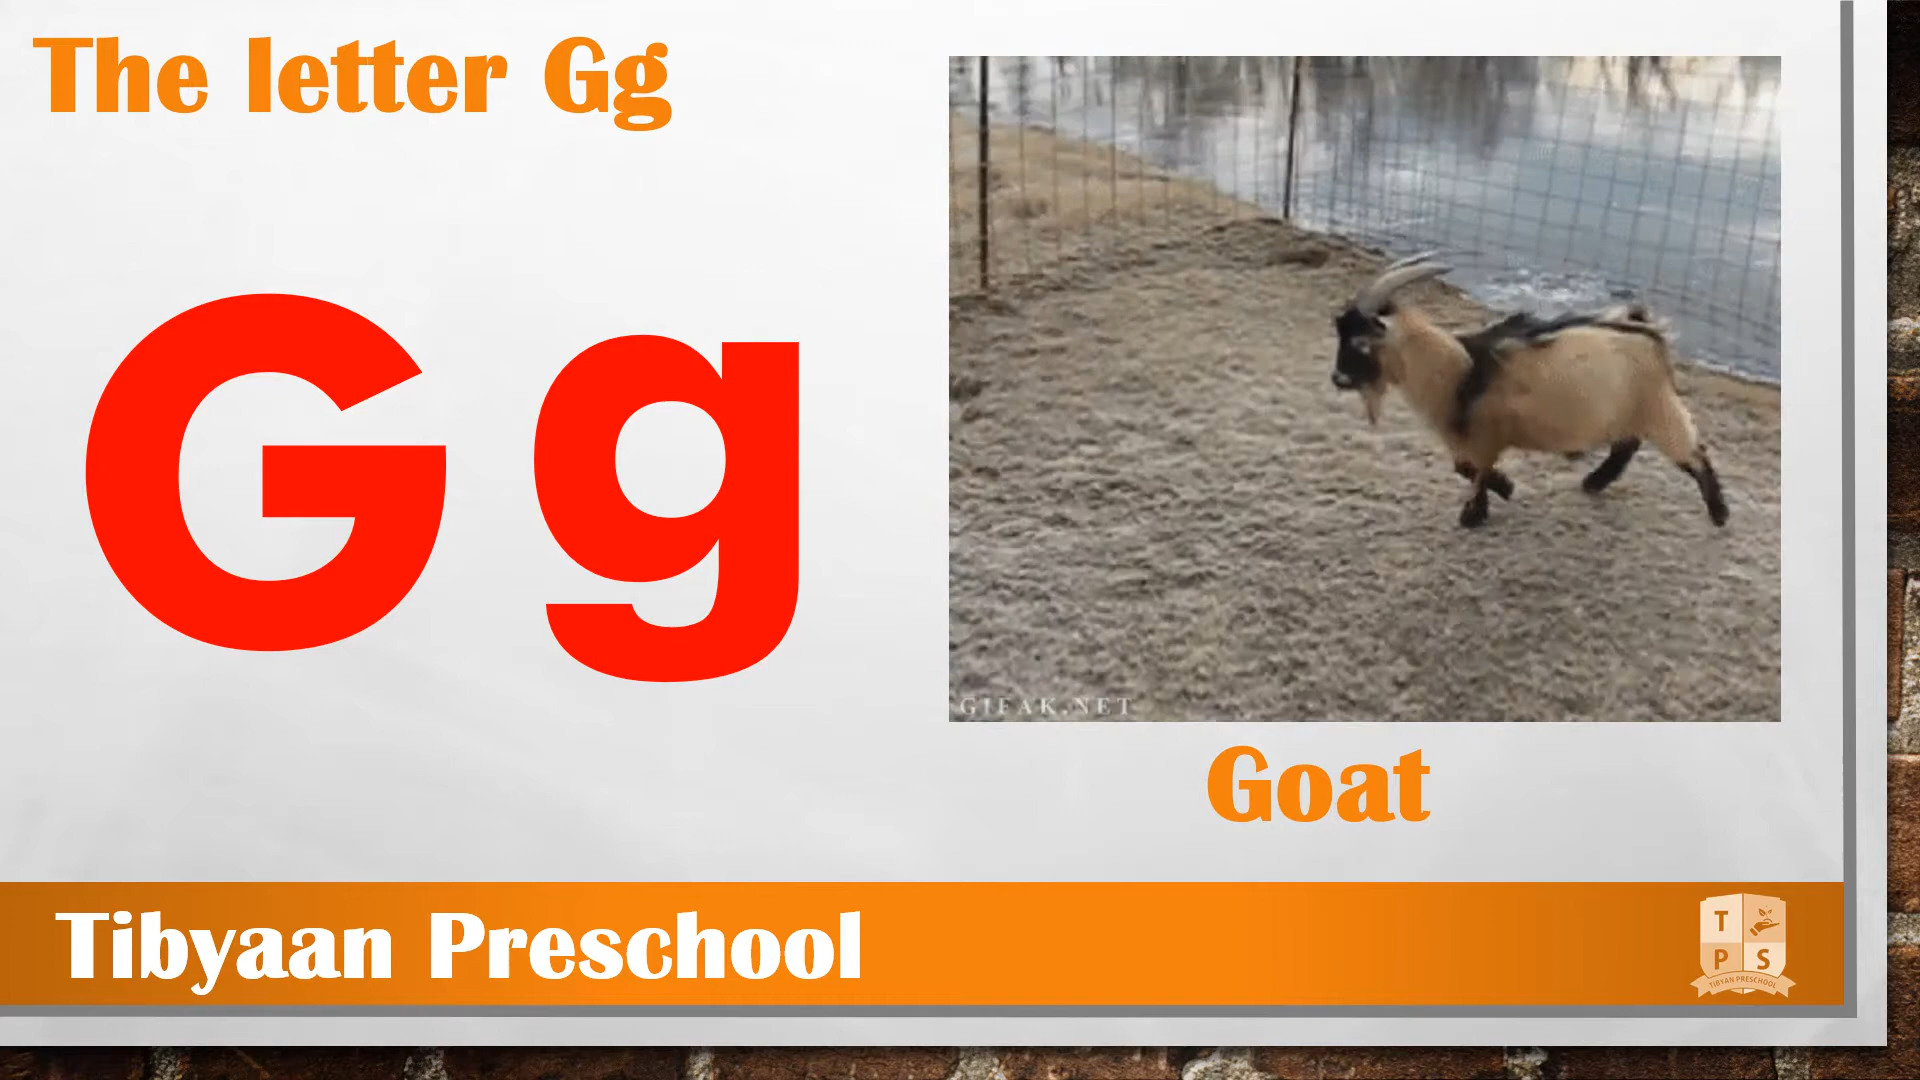 The letter Gg
G g
GIFAK.NET
Goat
Tibyaan Preschool
T
P S
TIBYAN PRESCHOOL